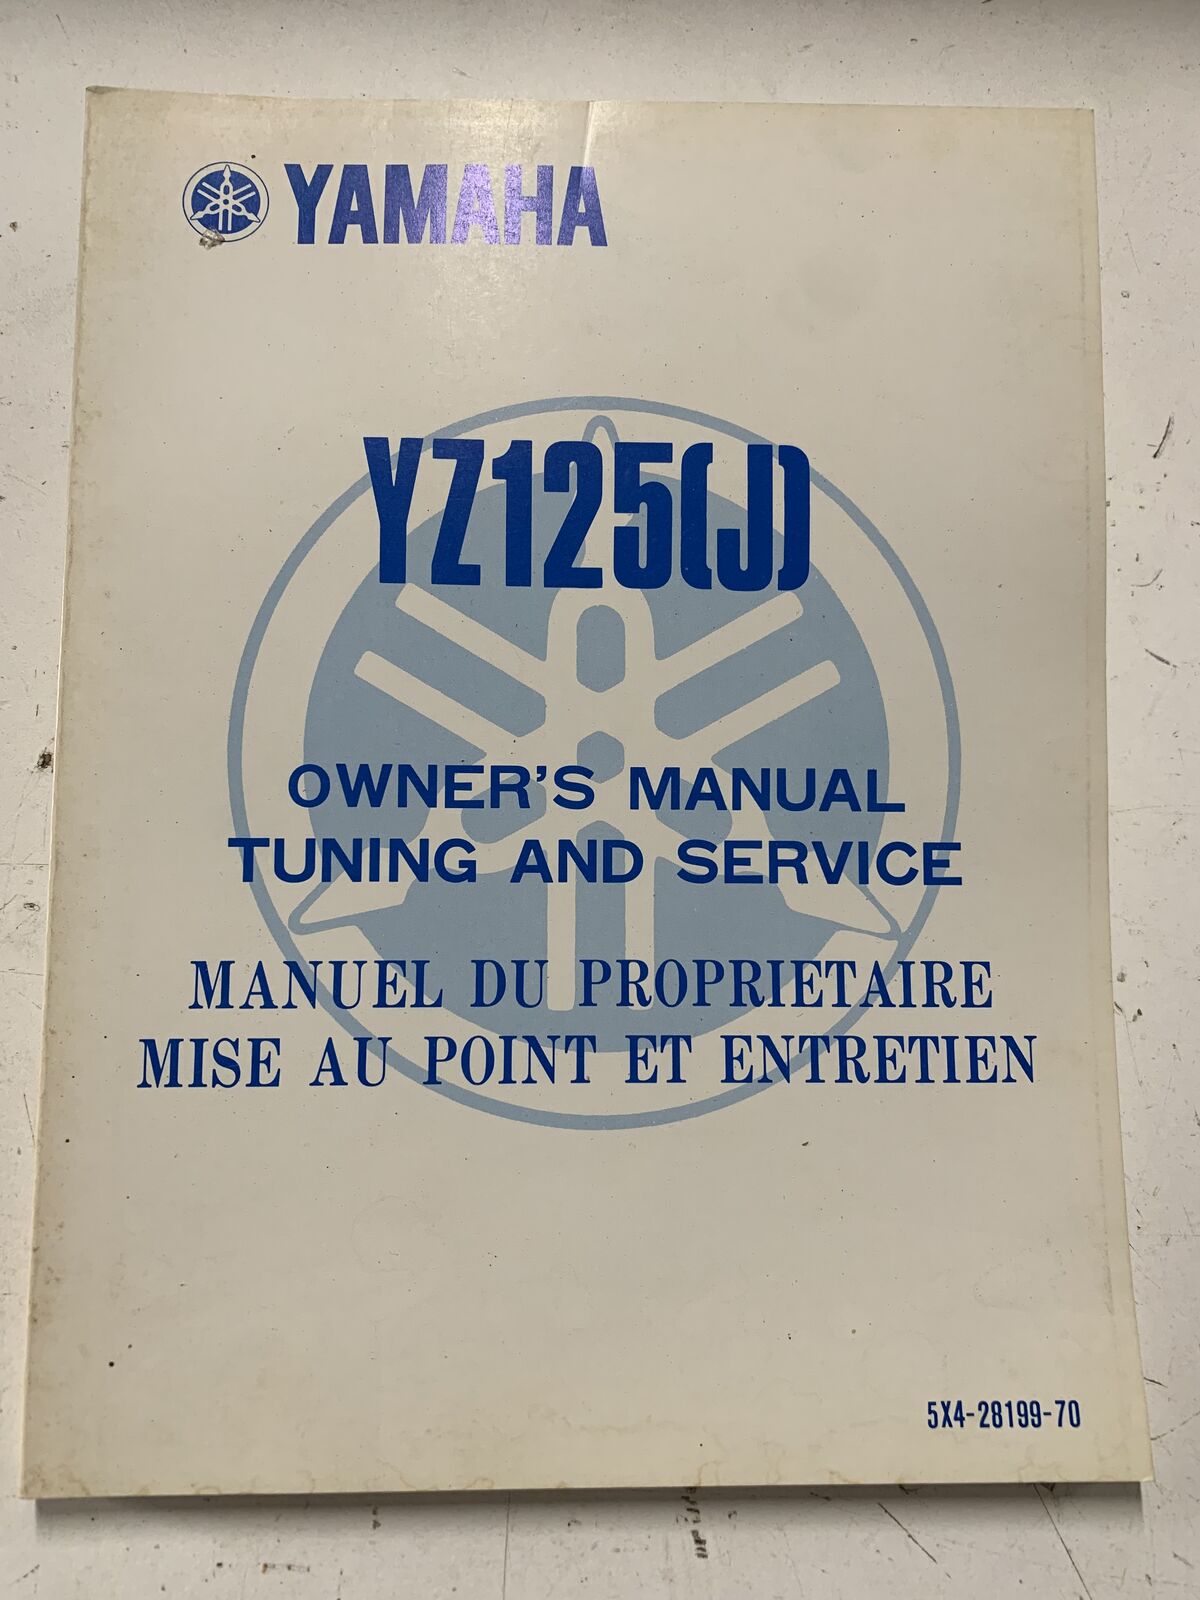 YAMAHA
YZ125(J)
OWNER'S MANUAL
TUNING AND SERVICE
MANUEL DU PROPRIETAIRE
MISE AU POINT ET ENTRETIEN
5X4-28199-70